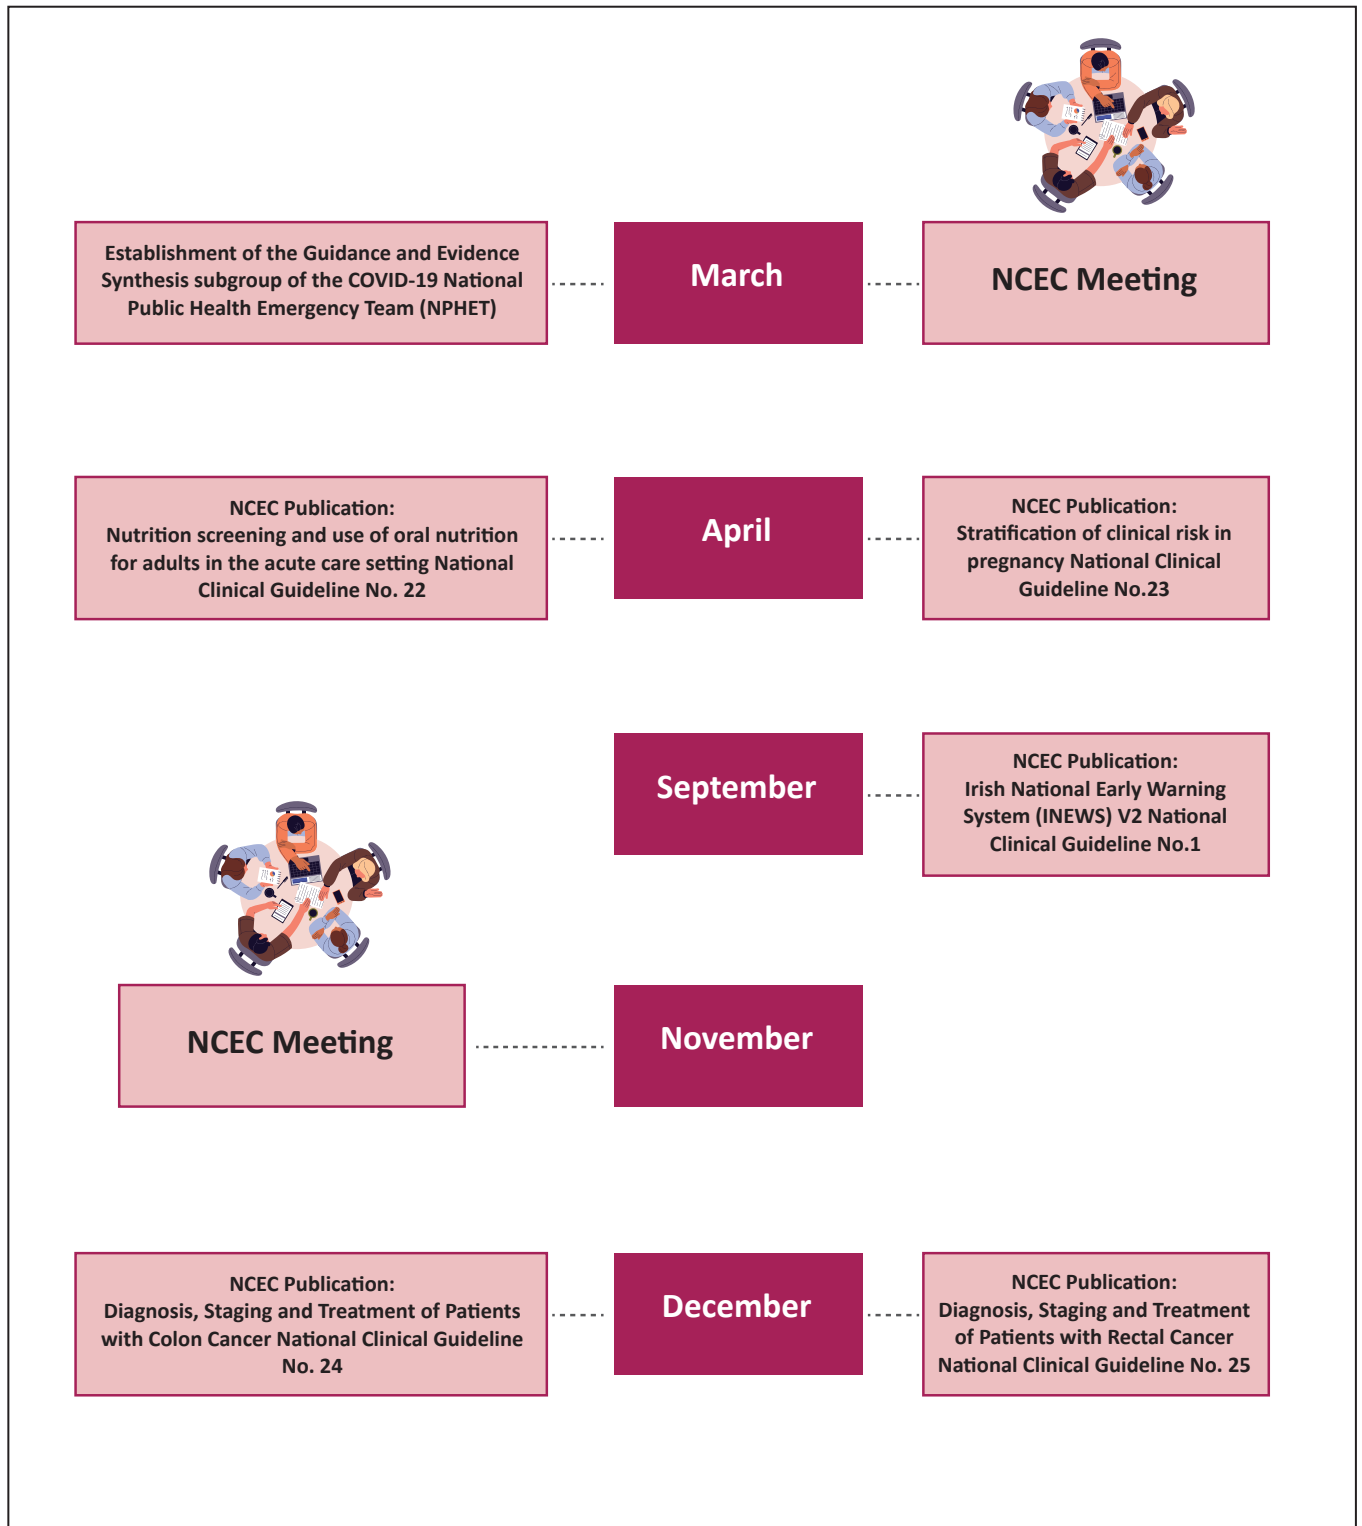 Establishment of the Guidance and Evidence
Synthesis subgroup of the COVID-19 National
Public Health Emergency Team (NPHET)
March
NCEC Meeting
NCEC Publication:
Nutrition screening and use of oral nutrition
for adults in the acute care setting National
Clinical Guideline No. 22
April
NCEC Publication:
Stratification of clinical risk in
pregnancy National Clinical
Guideline No.23
September
NCEC Publication:
Irish National Early Warning
System (INEWS) V2 National
Clinical Guideline No.1
NCEC Meeting
November
NCEC Publication:
Diagnosis, Staging and Treatment of Patients
with Colon Cancer National Clinical Guideline
No. 24
December
NCEC Publication:
Diagnosis, Staging and Treatment
of Patients with Rectal Cancer
National Clinical Guideline No. 25